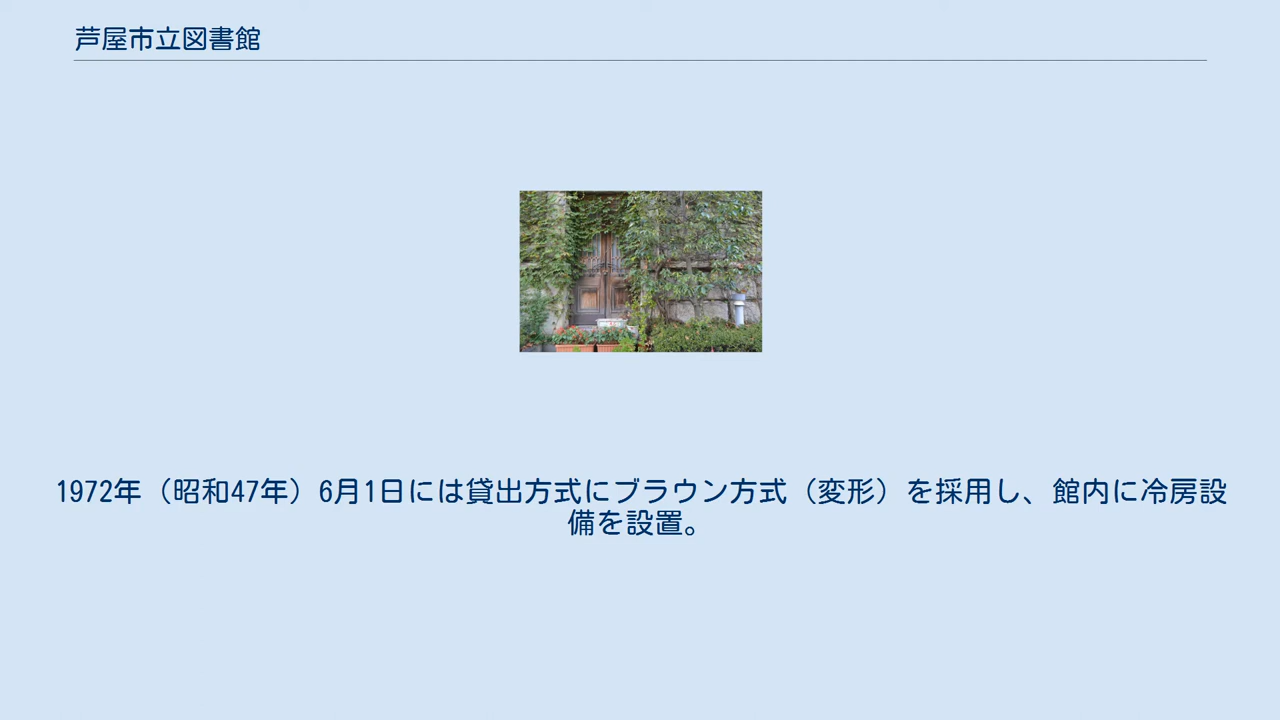 芦屋市立図書館
1972年（昭和47年）6月1日には貸出方式にブラウン方式（変形）を採用し、館内に冷房設
備を設置。